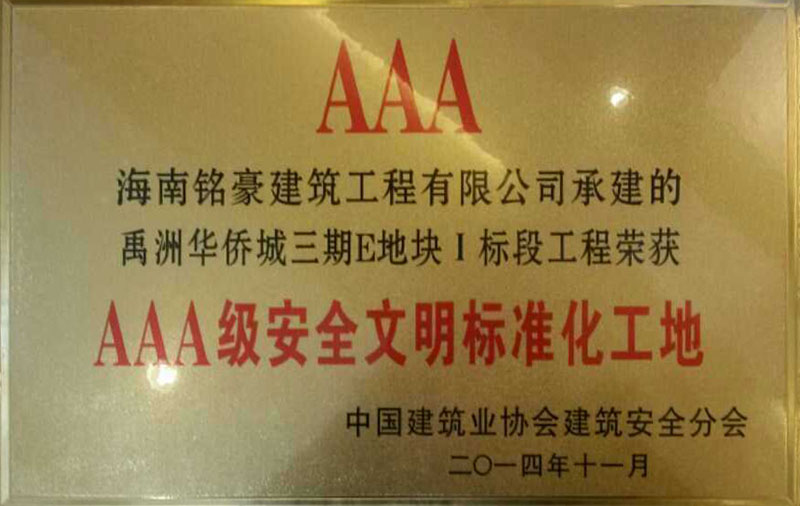 AAA
海南铭豪建筑工程有限公司承建的
禹洲华侨城三期E地块Ⅰ标段工程荣获
AAA级安全文明标准化工地
中国建筑业协会建筑安全分会
二〇一四年十一月